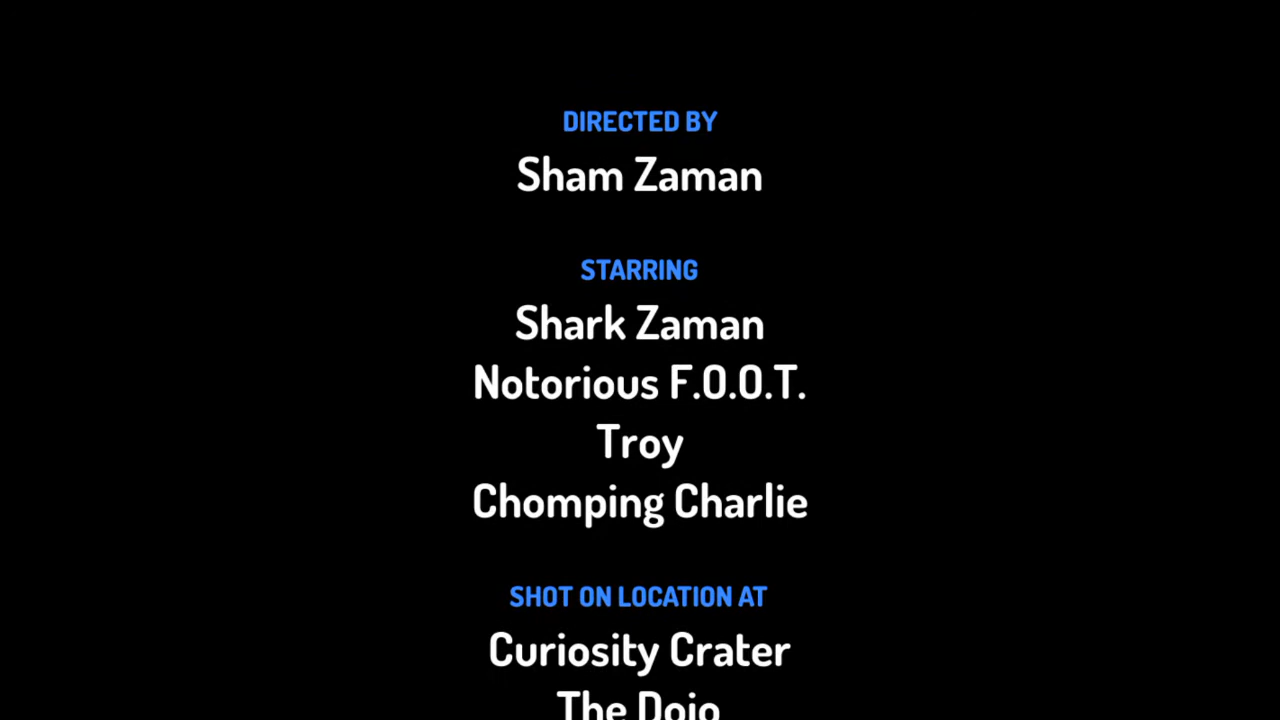 DIRECTED BY
Sham Zaman
STARRING
Shark Zaman
Notorious F.O.O.T.
Troy
Chomping Charlie
SHOT ON LOCATION AT
Curiosity Crater
The Dojo